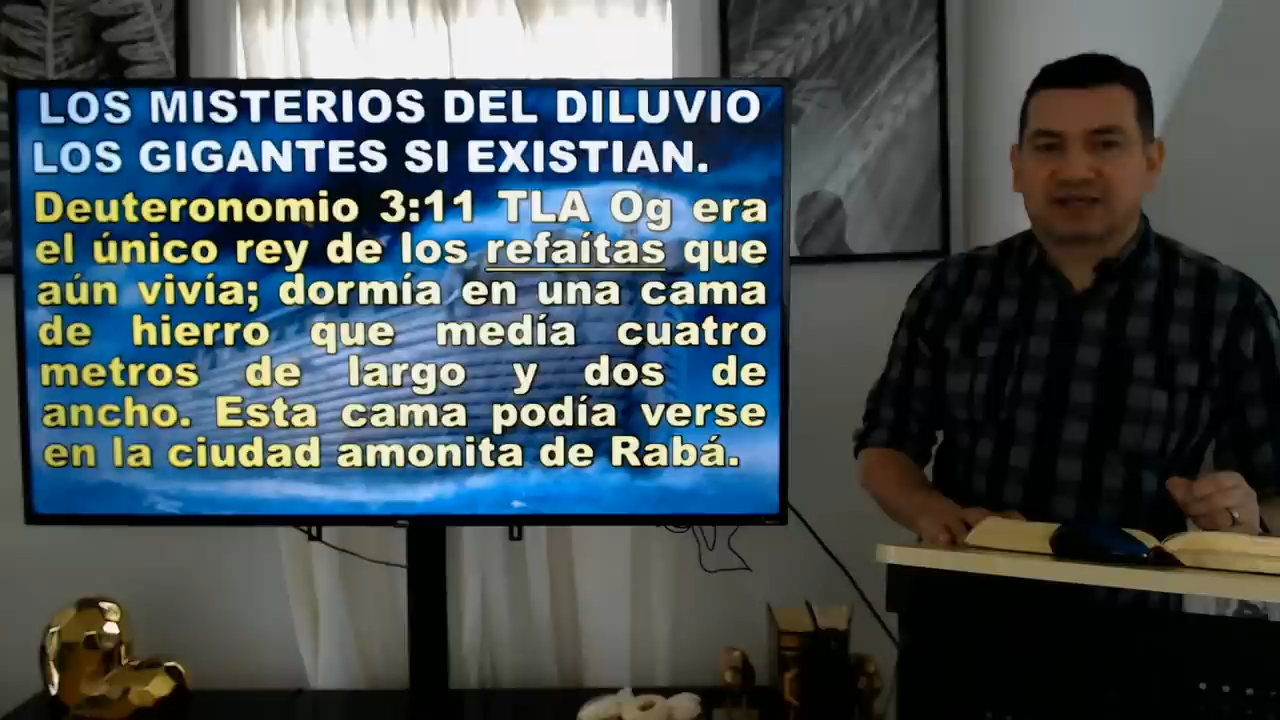 LOS MISTERIOS DEL DILUVIO
LOS GIGANTES SI EXISTIAN.
Deuteronomio 3:11 TLA Og era
el único rey de los refaítas que
aún vivía; dormía en una cama
de hierro que medía cuatro
metros de largo y dos de
ancho. Esta cama podía verse
en la ciudad amonita de Rabá.